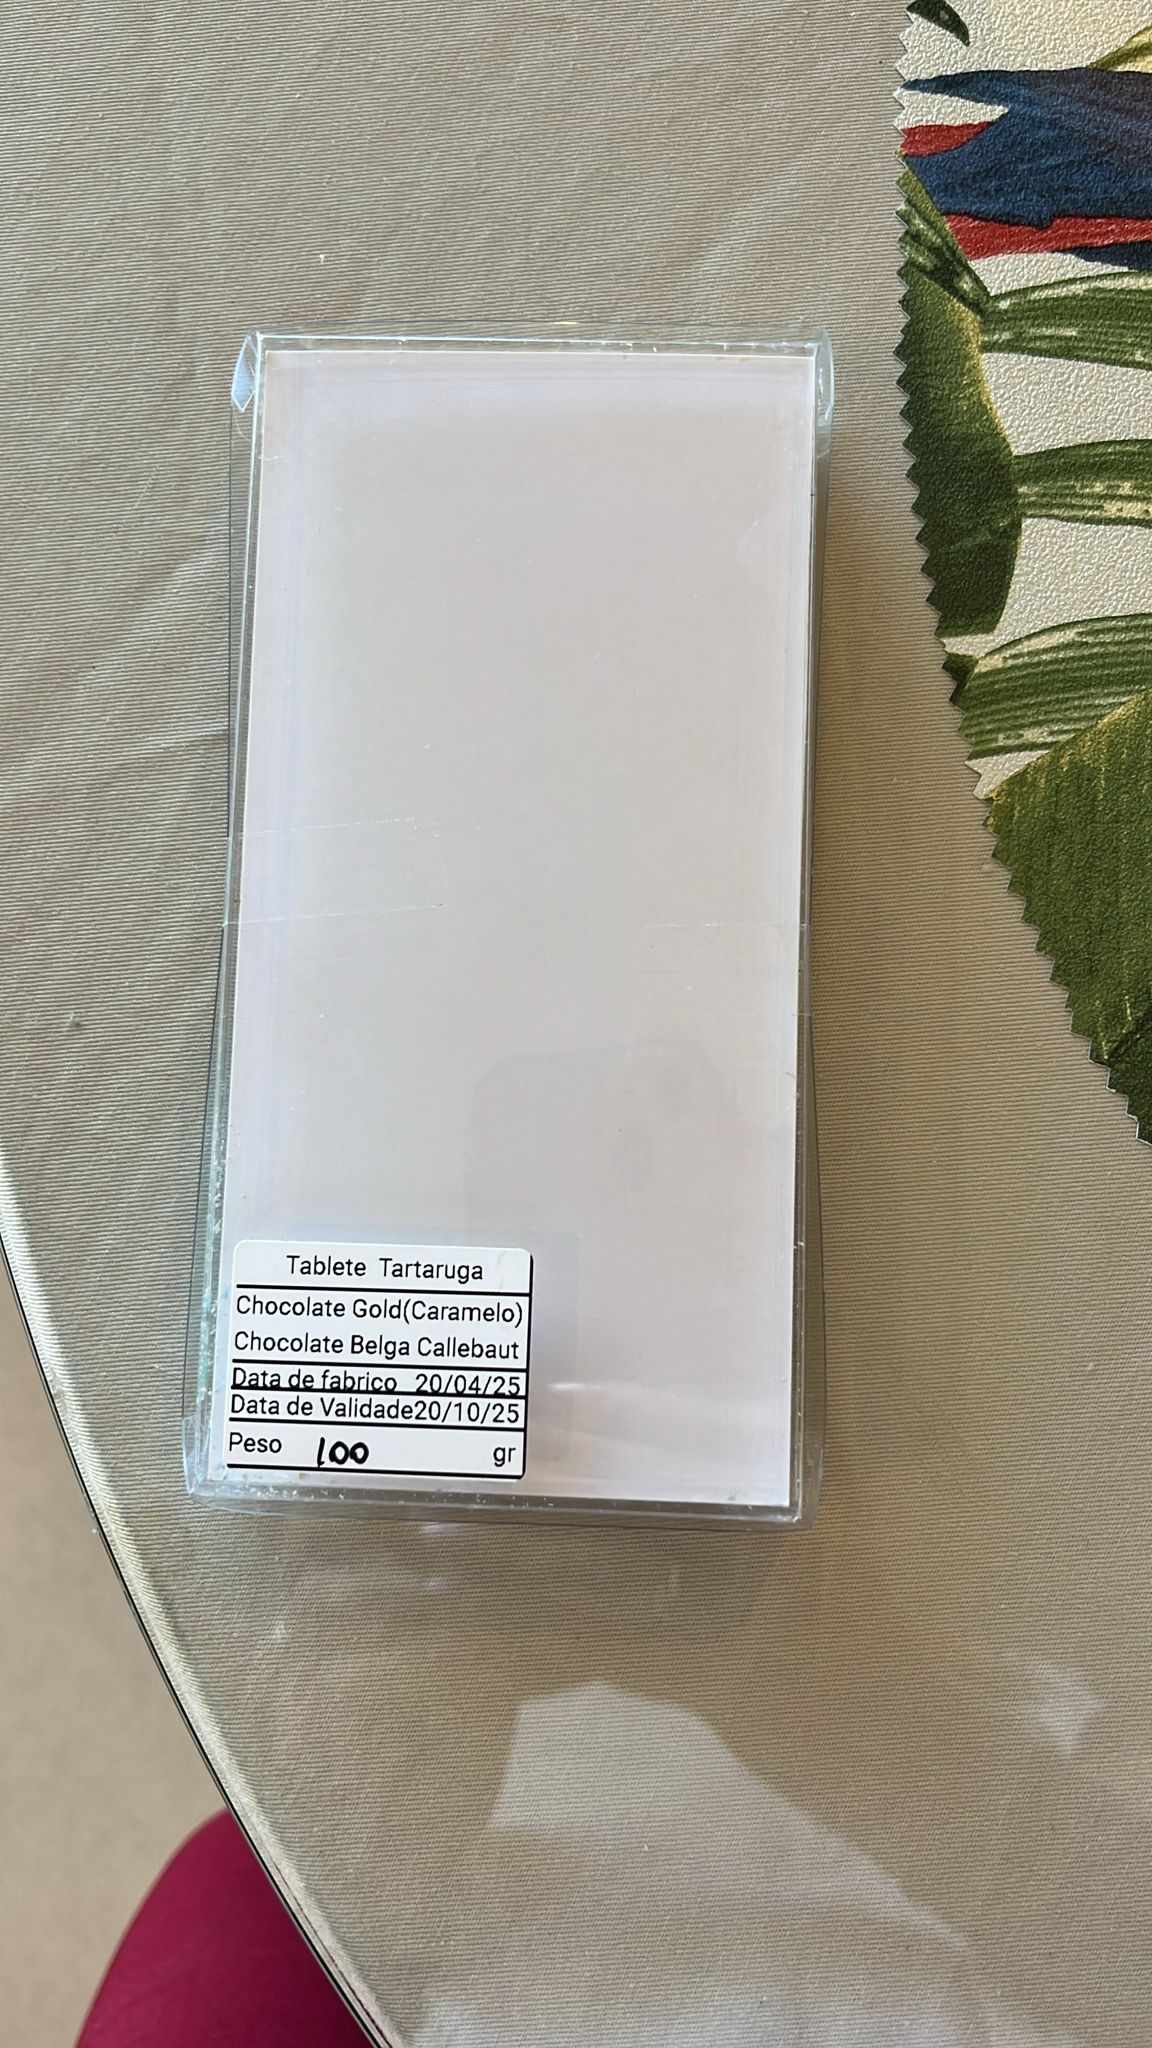 Tablete Tartaruga
Chocolate Gold(Caramelo)
Chocolate Belga Callebaut
Data de fabrico 20/04/25
Data de Validade20/10/25
Peso 100 gr